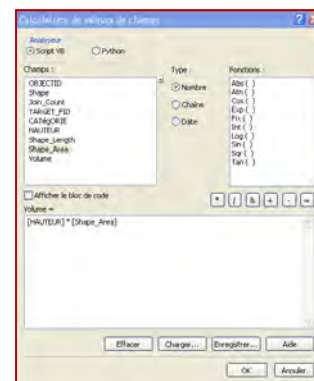 Calculatrice de valeurs de champs
Analyseur
Script VB Python
Champs : Type : Fonctions :
OBJECTID
Shape
Join_Count
TARGET_FID
CATéGORIE
HAUTEUR
Shape_Length
Shape_Area
Volume
Nombre
Chaîne
Date
Abs ( )
Atn ( )
Cos ( )
Exp ( )
Fix ( )
Int ( )
Log ( )
Sin ( )
Sqr ( )
Tan ( )
Afficher le bloc de code
* / & + - =
Volume =
[HAUTEUR] * [Shape_Area]
Effacer Charger... Enregistrer... Aide
OK Annuler